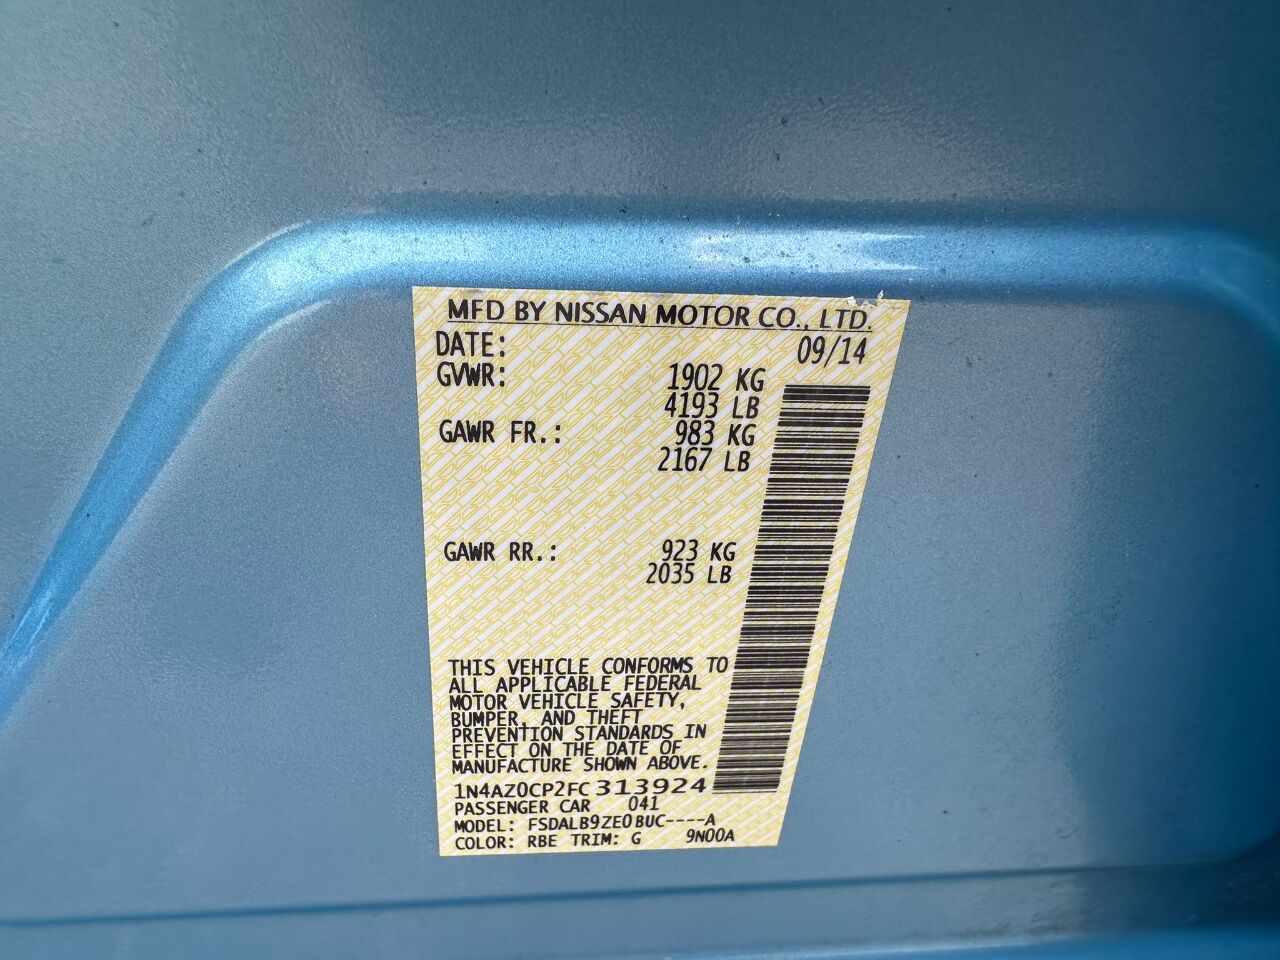 MFD BY NISSAN MOTOR CO., LTD.
DATE: 09/14
GVWR: 1902 KG
4193 LB
GAWR FR.: 983 KG
2167 LB
GAWR RR.: 923 KG
2035 LB
THIS VEHICLE CONFORMS TO
ALL APPLICABLE FEDERAL
MOTOR VEHICLE SAFETY,
BUMPER, AND THEFT
PREVENTION STANDARDS IN
EFFECT ON THE DATE OF
MANUFACTURE SHOWN ABOVE.
1N4AZ0CP2FC313924
PASSENGER CAR 041
MODEL: FSDALB9ZE0BUC----A
COLOR: RBE TRIM: G 9N00A